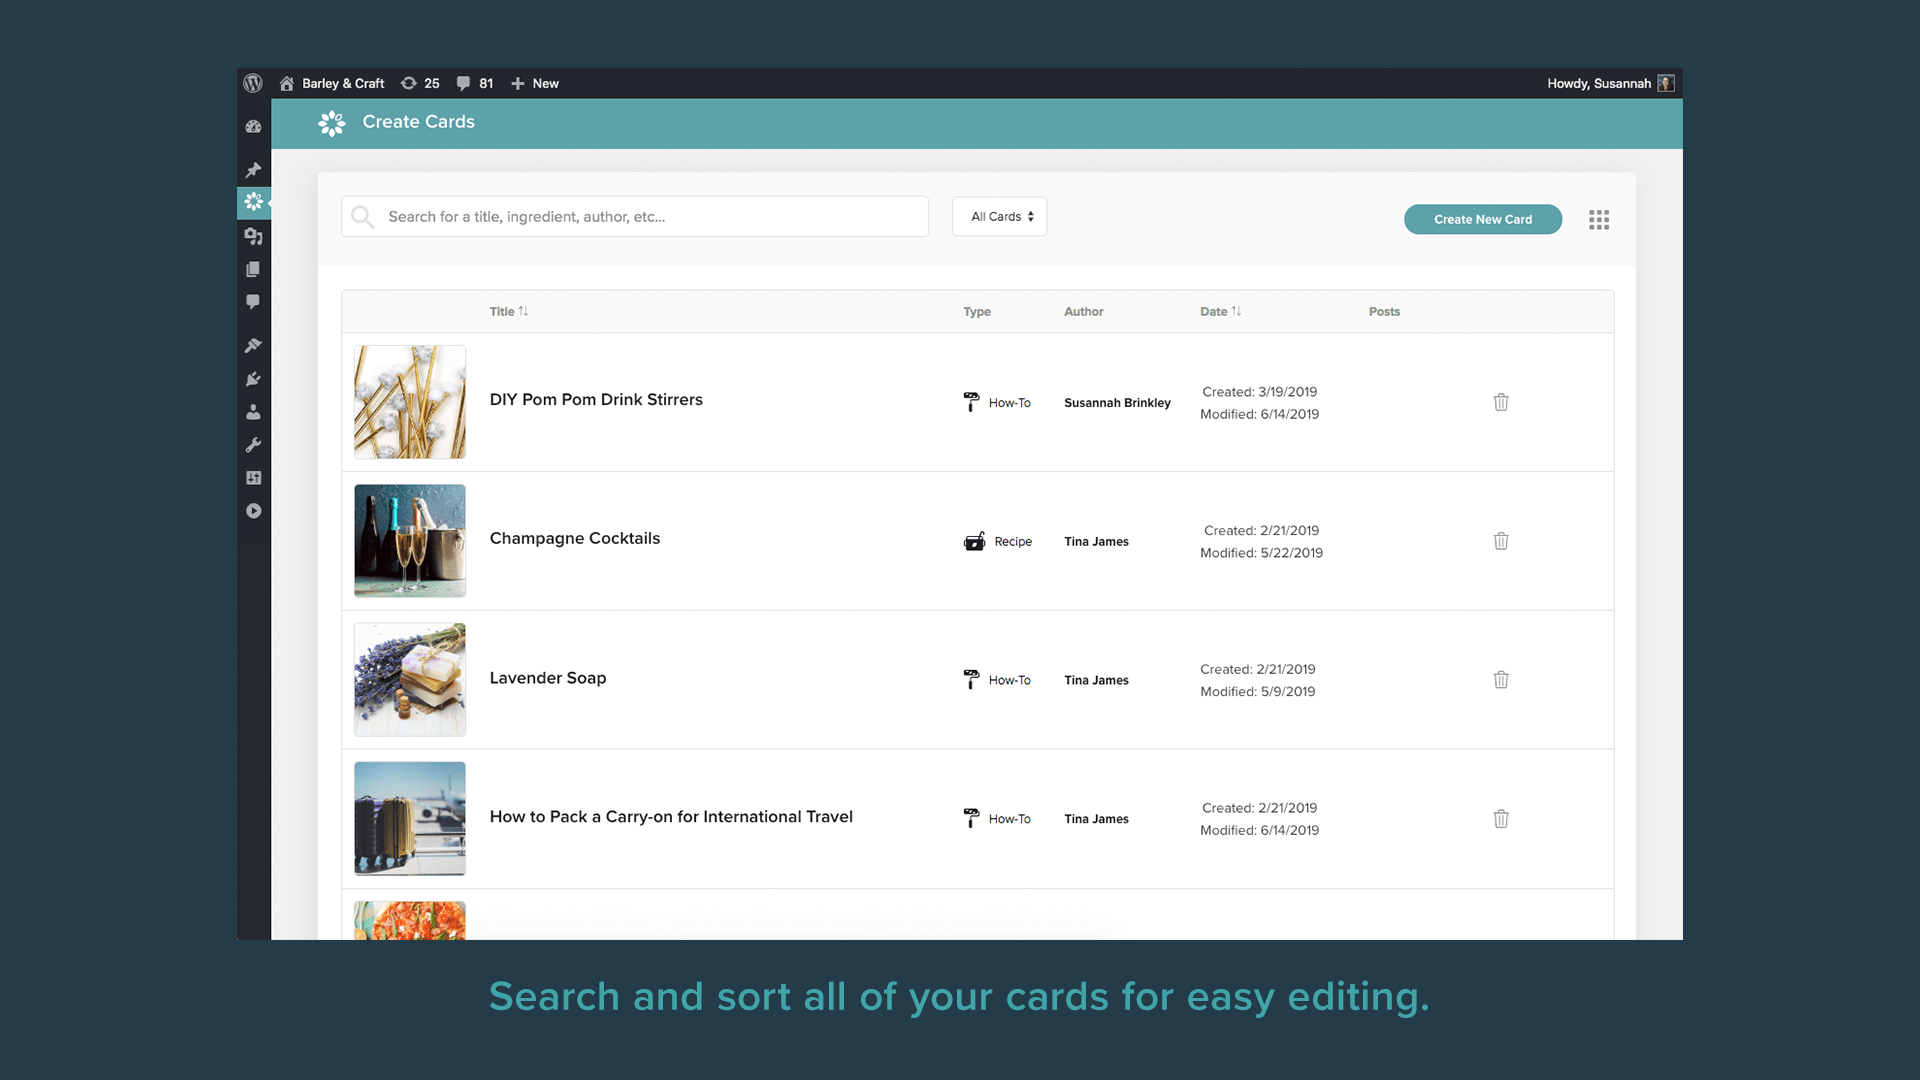 Barley & Craft 25 81 New Howdy, Susannah
Create Cards
Search for a title, ingredient, author, etc... All Cards Create New Card
Title Type Author Date Posts
DIY Pom Pom Drink Stirrers How-To Susannah Brinkley Created: 3/19/2019
Modified: 6/14/2019
Champagne Cocktails Recipe Tina James Created: 2/21/2019
Modified: 5/22/2019
Lavender Soap How-To Tina James Created: 2/21/2019
Modified: 5/9/2019
How to Pack a Carry-on for International Travel How-To Tina James Created: 2/21/2019
Modified: 6/14/2019
Search and sort all of your cards for easy editing.